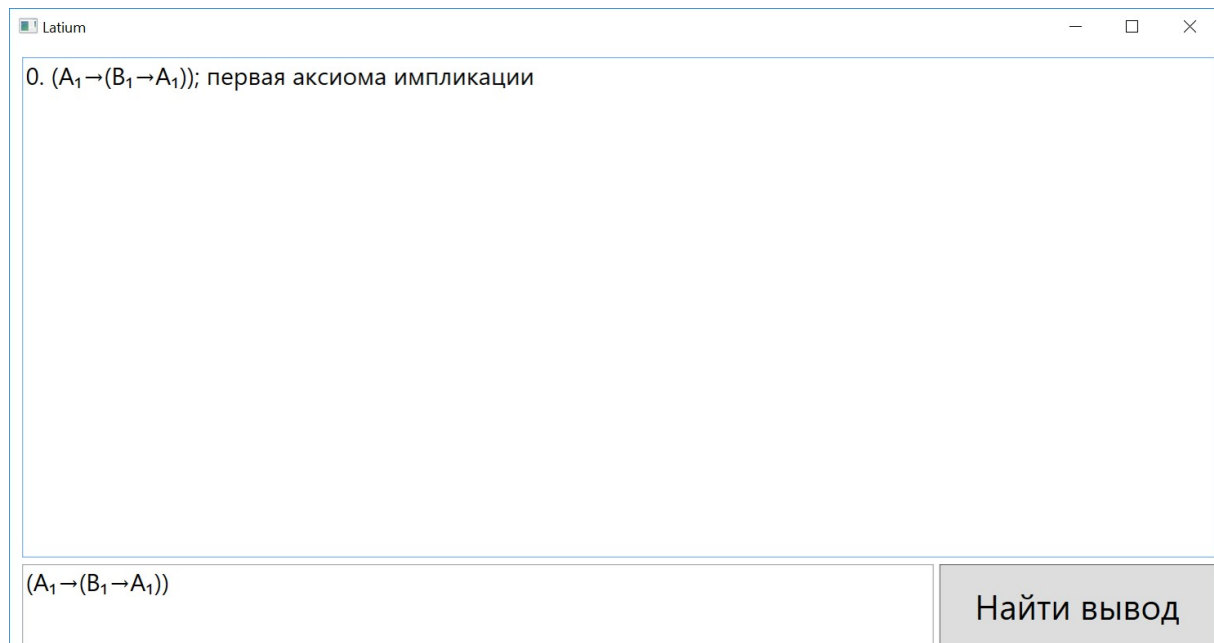 Latium
0. (A₁→(B₁→A₁)); первая аксиома импликации
(A₁→(B₁→A₁))
Найти вывод